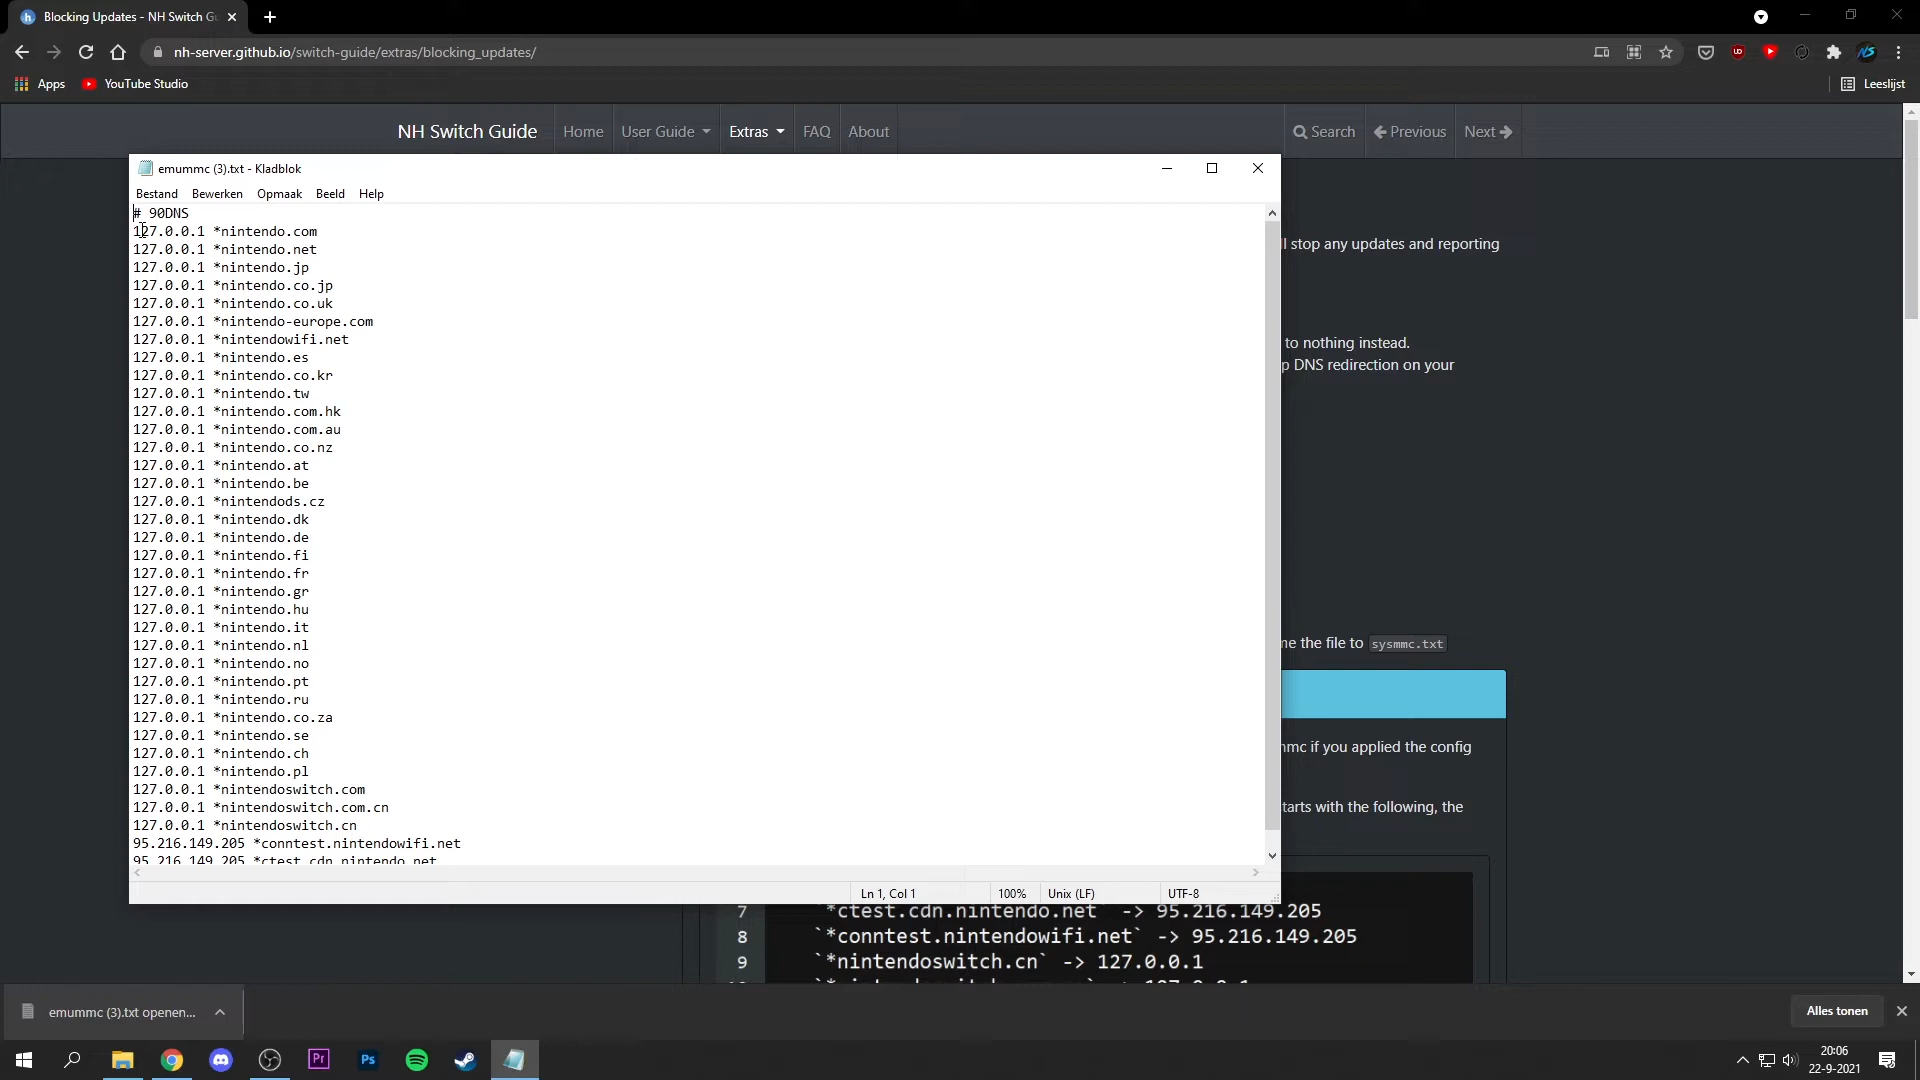 Blocking Updates - NH Switch G
nh-server.github.io/switch-guide/extras/blocking_updates/
Apps
YouTube Studio
Leeslijst
NH Switch Guide
Home
User Guide
Extras
FAQ
About
Search
Previous
Next
emummc (3).txt - Kladblok
Bestand
Bewerken
Opmaak
Beeld
Help
# 90DNS
127.0.0.1 *nintendo.com
127.0.0.1 *nintendo.net
127.0.0.1 *nintendo.jp
127.0.0.1 *nintendo.co.jp
127.0.0.1 *nintendo.co.uk
127.0.0.1 *nintendo-europe.com
127.0.0.1 *nintendowifi.net
127.0.0.1 *nintendo.es
127.0.0.1 *nintendo.co.kr
127.0.0.1 *nintendo.tw
127.0.0.1 *nintendo.com.hk
127.0.0.1 *nintendo.com.au
127.0.0.1 *nintendo.co.nz
127.0.0.1 *nintendo.at
127.0.0.1 *nintendo.be
127.0.0.1 *nintendods.cz
127.0.0.1 *nintendo.dk
127.0.0.1 *nintendo.de
127.0.0.1 *nintendo.fi
127.0.0.1 *nintendo.fr
127.0.0.1 *nintendo.gr
127.0.0.1 *nintendo.hu
127.0.0.1 *nintendo.it
127.0.0.1 *nintendo.nl
127.0.0.1 *nintendo.no
127.0.0.1 *nintendo.pt
127.0.0.1 *nintendo.ru
127.0.0.1 *nintendo.co.za
127.0.0.1 *nintendo.se
127.0.0.1 *nintendo.ch
127.0.0.1 *nintendo.pl
127.0.0.1 *nintendoswitch.com
127.0.0.1 *nintendoswitch.com.cn
127.0.0.1 *nintendoswitch.cn
95.216.149.205 *conntest.nintendowifi.net
95.216.149.205 *ctest.cdn.nintendo.net
Ln 1, Col 1
100%
Unix (LF)
UTF-8
ll stop any updates and reporting
to nothing instead.
p DNS redirection on your
me the file to sysmmc.txt
mmc if you applied the config
tarts with the following, the
7 `*ctest.cdn.nintendo.net` -> 95.216.149.205
8 `*conntest.nintendowifi.net` -> 95.216.149.205
9 `*nintendoswitch.cn` -> 127.0.0.1
emummc (3).txt openen...
Alles tonen
Pr
Ps
20:06
22-9-2021